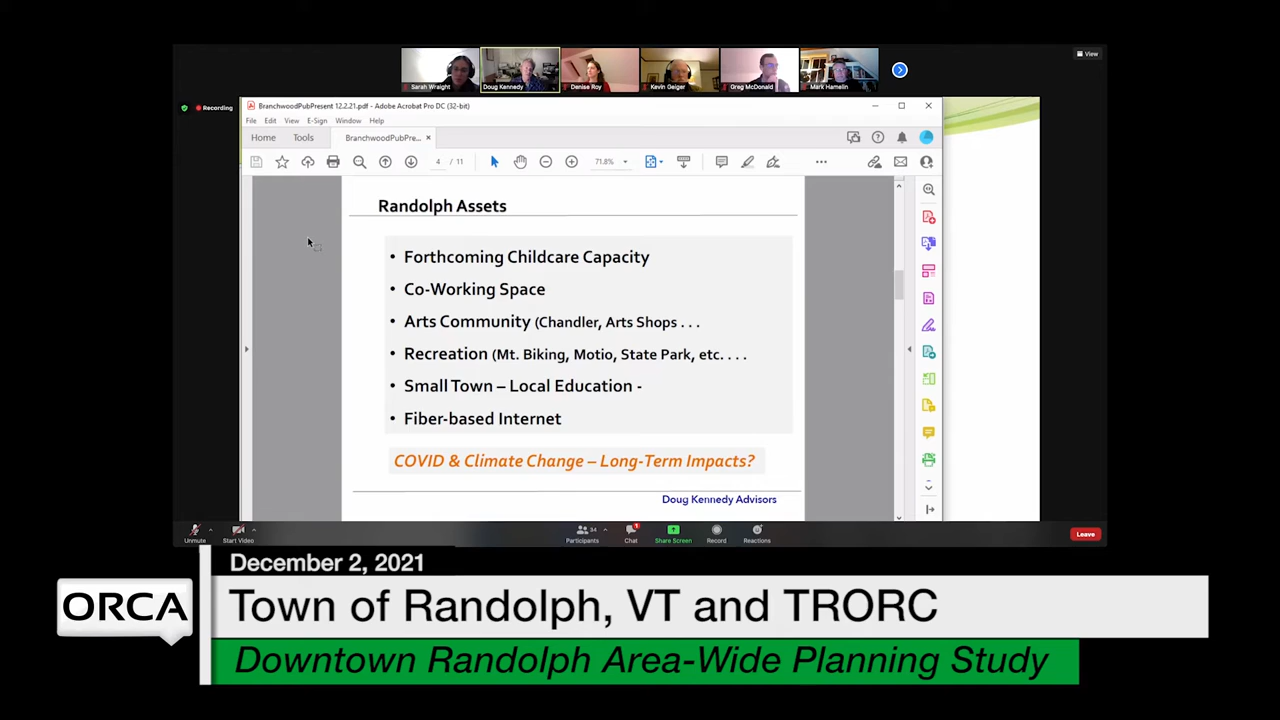 View
Sarah Wraight
Doug Kennedy
Denise Roy
Kevin Geiger
Greg McDonald
Mark Hamelin
Recording
BranchwoodPubPresent 12.2.21.pdf - Adobe Acrobat Pro DC (32-bit)
File Edit View E-Sign Window Help
Home Tools BranchwoodPubPre... ×
4 / 11 71.8%
Randolph Assets
• Forthcoming Childcare Capacity
• Co-Working Space
• Arts Community (Chandler, Arts Shops . . .
• Recreation (Mt. Biking, Motio, State Park, etc. . . .
• Small Town – Local Education -
• Fiber-based Internet
COVID & Climate Change – Long-Term Impacts?
Doug Kennedy Advisors
Unmute Start Video Participants 34 Chat 1 Share Screen Record Reactions Leave
December 2, 2021
ORCA
Town of Randolph, VT and TRORC
Downtown Randolph Area-Wide Planning Study